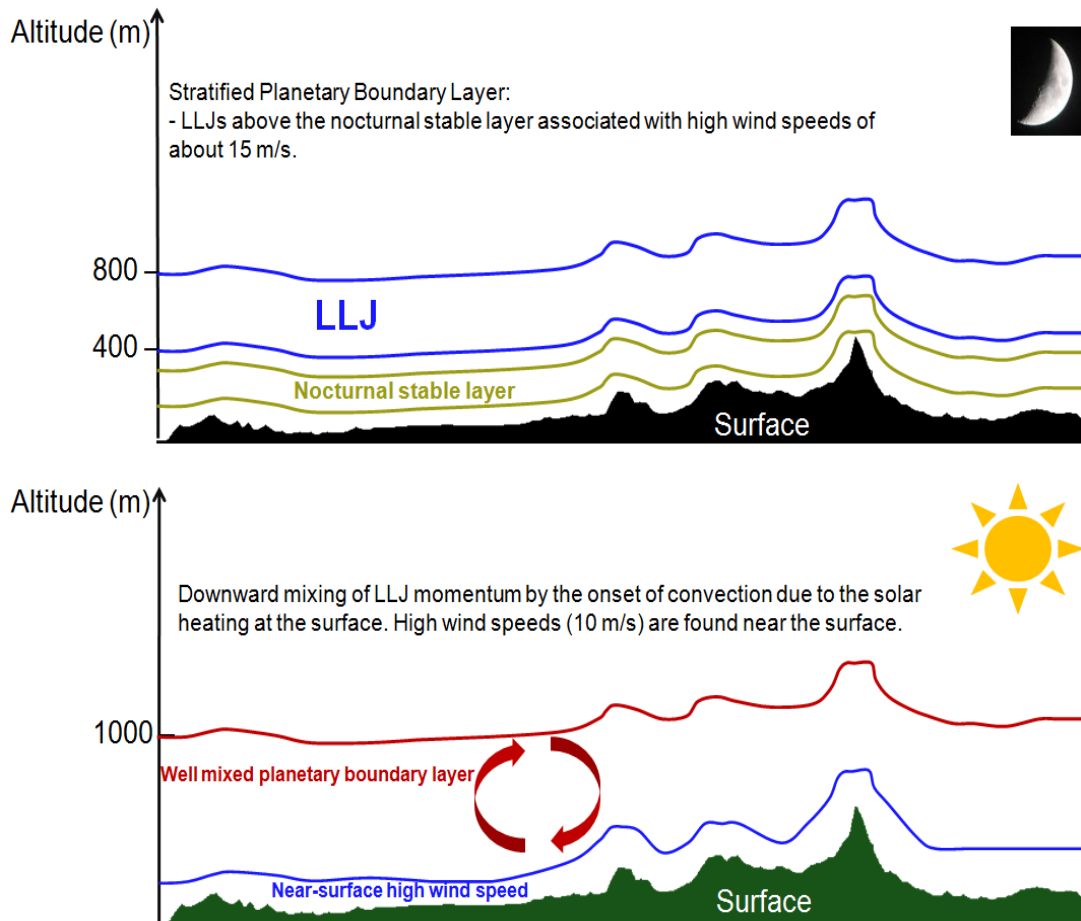 Altitude (m)
Stratified Planetary Boundary Layer:
- LLJs above the nocturnal stable layer associated with high wind speeds of
about 15 m/s.
800
LLJ
400
Nocturnal stable layer
Surface
Altitude (m)
Downward mixing of LLJ momentum by the onset of convection due to the solar
heating at the surface. High wind speeds (10 m/s) are found near the surface.
1000
Well mixed planetary boundary layer
Near-surface high wind speed
Surface